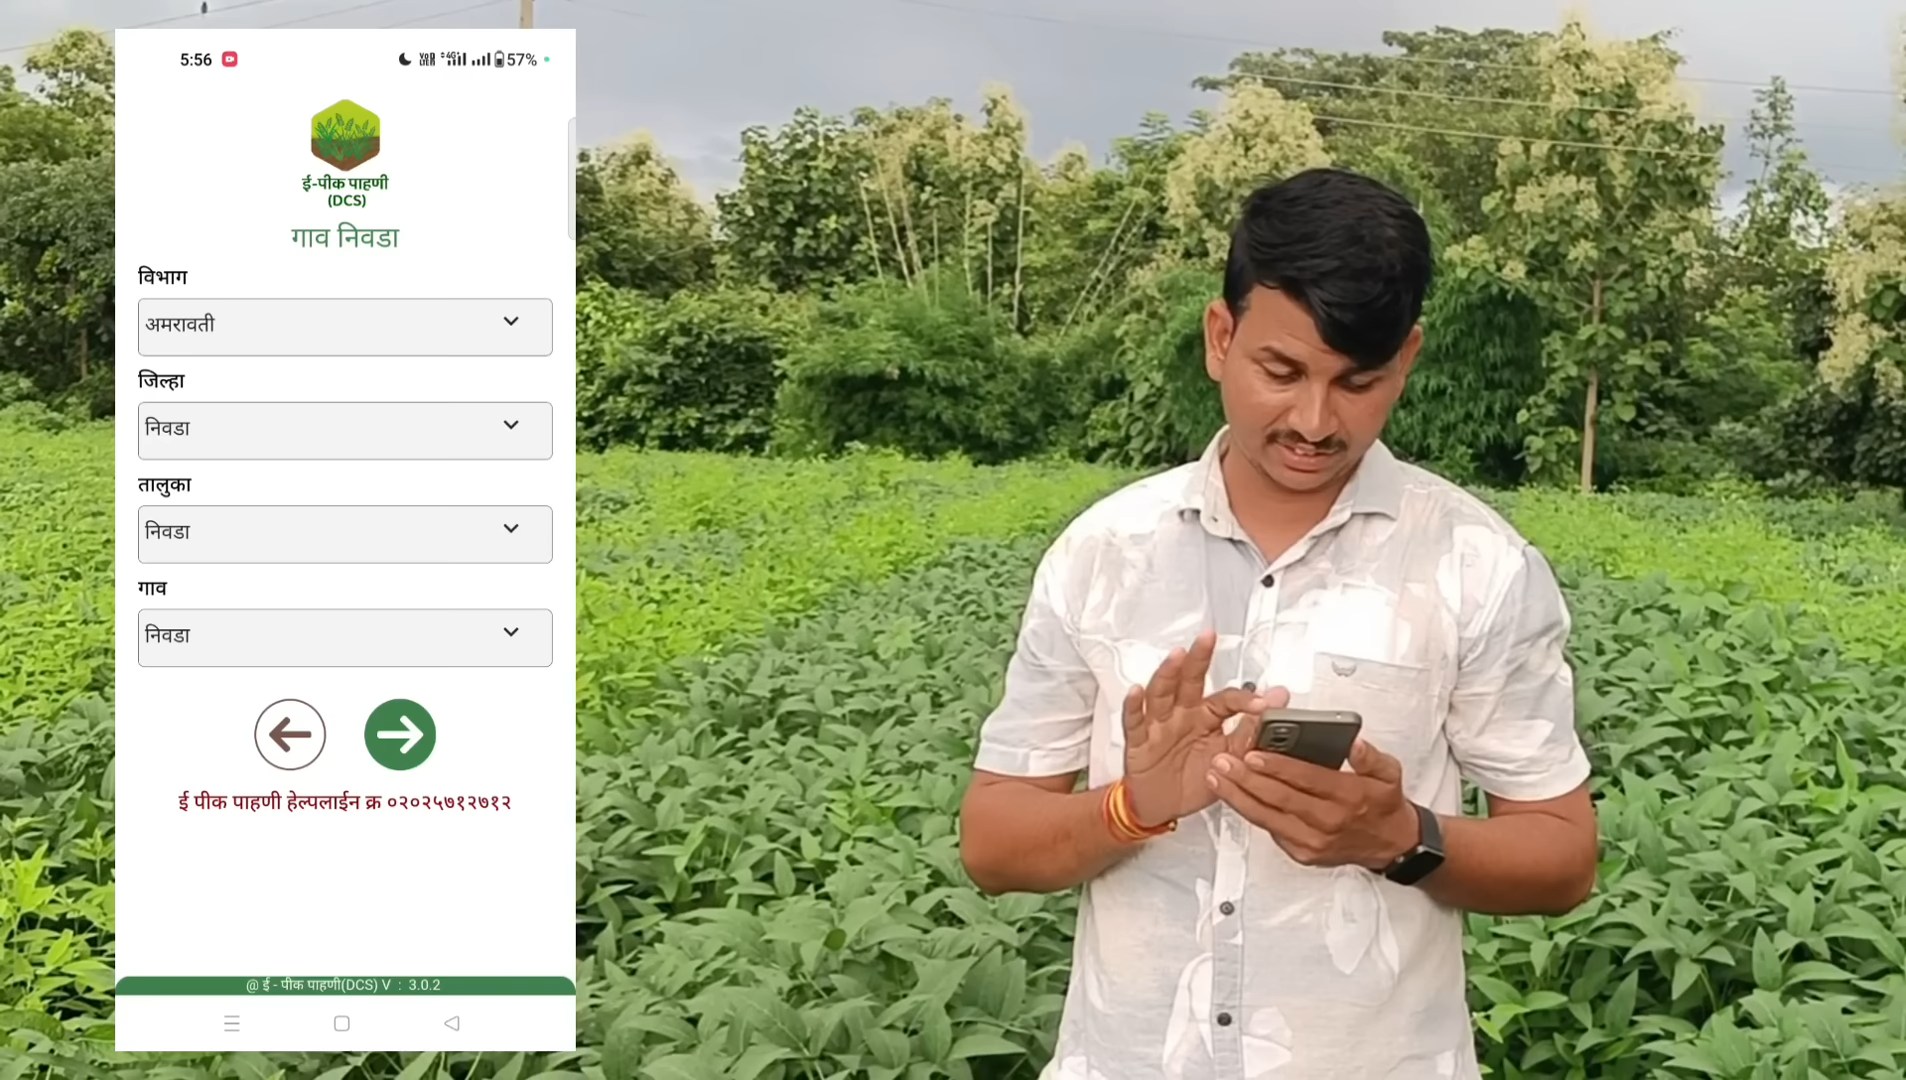 5:56
57%
ई-पीक पाहणी
(DCS)
गाव निवडा
विभाग
अमरावती
जिल्हा
निवडा
तालुका
निवडा
गाव
निवडा
ई पीक पाहणी हेल्पलाईन क्र ०२०२५७१२७१२
@ ई - पीक पाहणी(DCS) V : 3.0.2